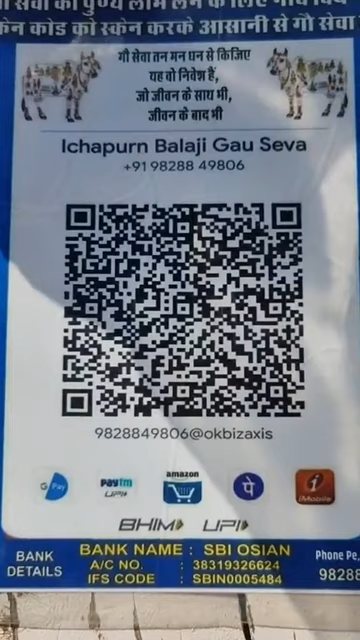 सेवा का पुण्य लाभ लेने के लिए नीचे दिये
कोड को स्कैन करके आसानी से गौ सेवा
गौ सेवा तन मन धन से किजिए
यह वो निवेश हैं,
जो जीवन के साथ भी,
जीवन के बाद भी
Ichapurn Balaji Gau Seva
+91 98288 49806
9828849806@okbizaxis
G Pay
Paytm
UPI
amazon
पे
iMobile
BHIM UPI
BANK DETAILS
BANK NAME : SBI OSIAN
A/C NO. : 38319326624
IFS CODE : SBIN0005484
Phone Pe,
98288